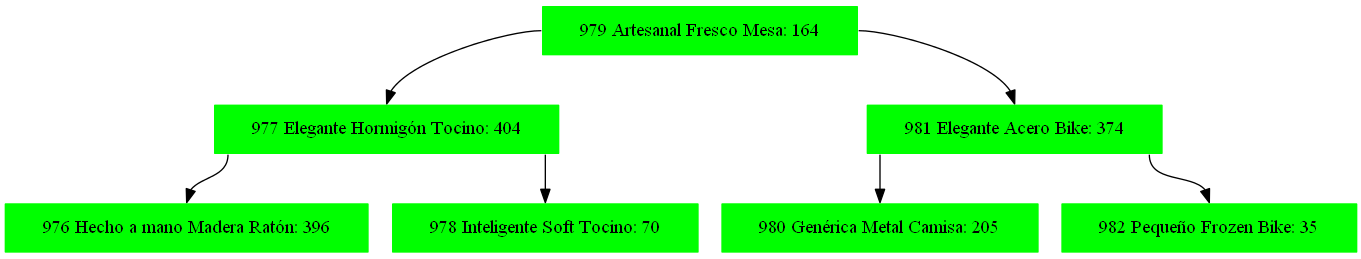 979 Artesanal Fresco Mesa: 164
977 Elegante Hormigón Tocino: 404
981 Elegante Acero Bike: 374
976 Hecho a mano Madera Ratón: 396
978 Inteligente Soft Tocino: 70
980 Genérica Metal Camisa: 205
982 Pequeño Frozen Bike: 35